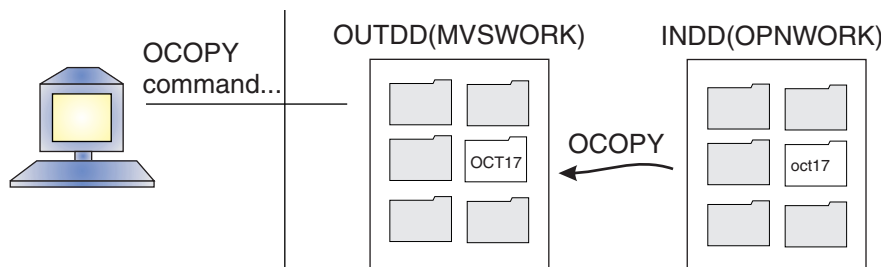 OCOPY
command...
OUTDD(MVSWORK)
INDD(OPNWORK)
OCT17
OCOPY
oct17